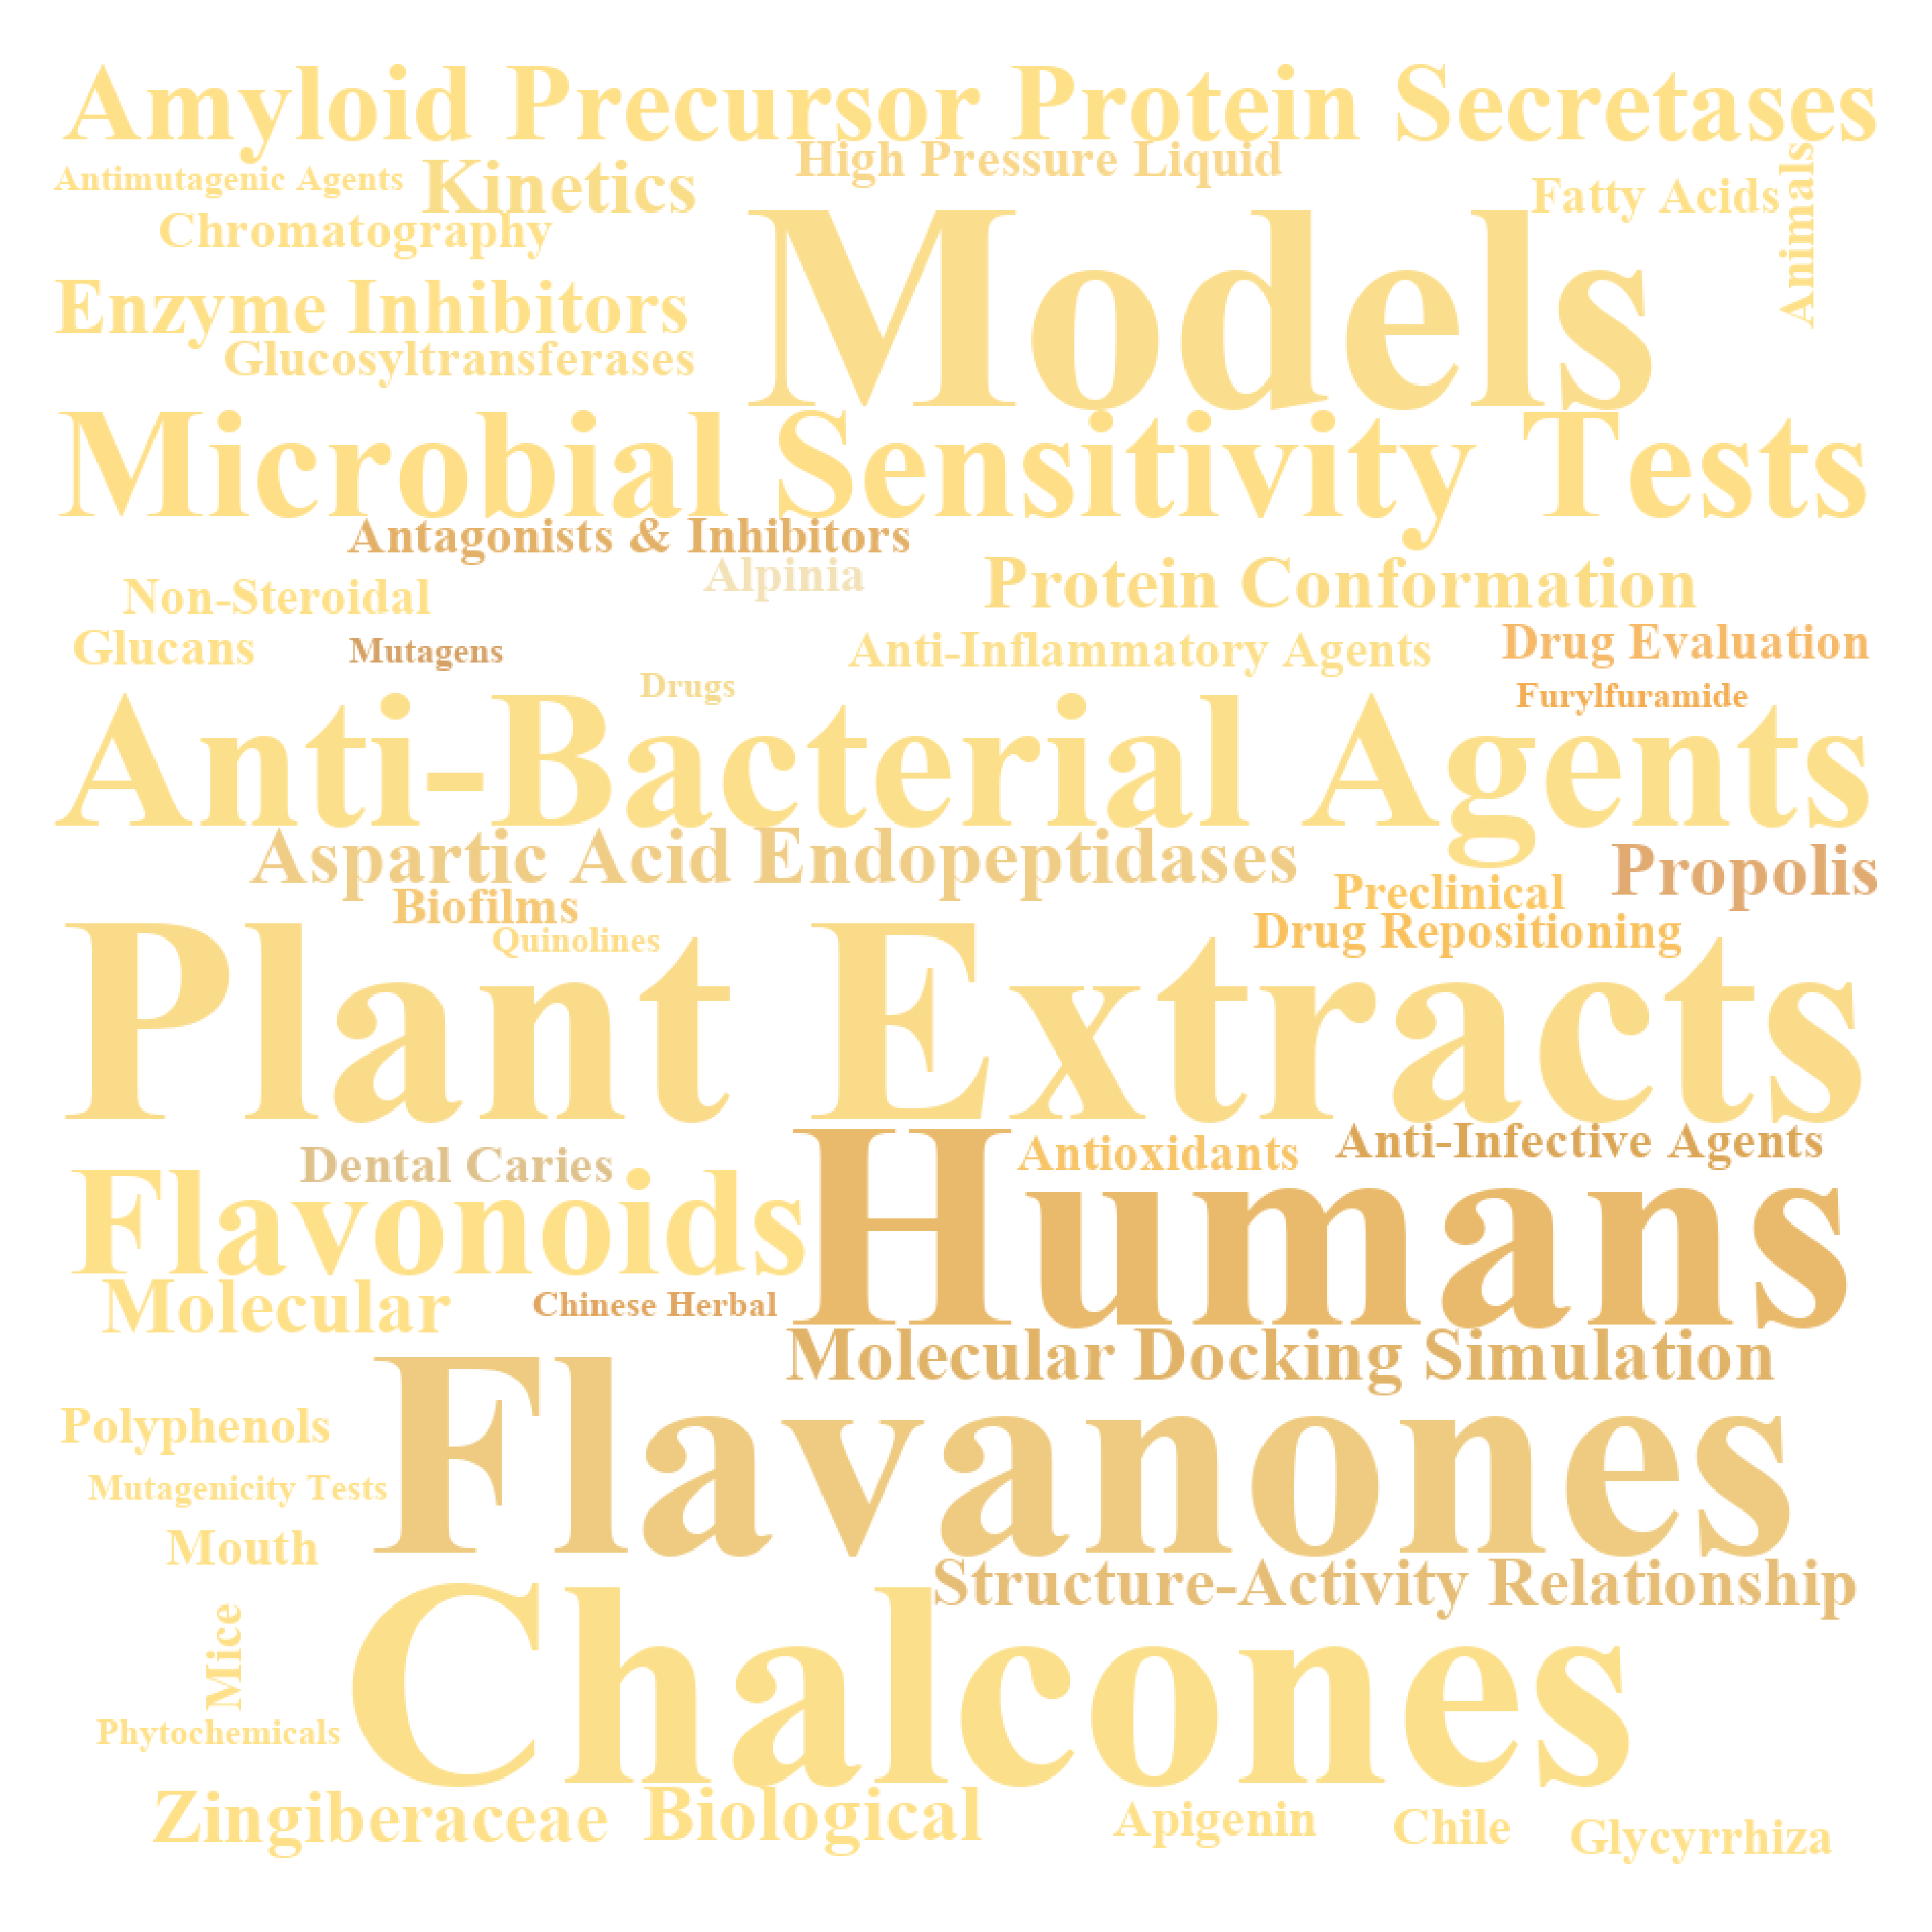 Amyloid Precursor Protein Secretases
High Pressure Liquid
Antimutagenic Agents
Kinetics
Fatty Acids
Animals
Chromatography
Models
Enzyme Inhibitors
Glucosyltransferases
Microbial Sensitivity Tests
Antagonists & Inhibitors
Alpinia
Protein Conformation
Non-Steroidal
Glucans
Mutagens
Anti-Inflammatory Agents
Drug Evaluation
Drugs
Furylfuramide
Anti-Bacterial Agents
Aspartic Acid Endopeptidases
Propolis
Biofilms
Preclinical
Quinolines
Drug Repositioning
Plant Extracts
Dental Caries
Antioxidants
Anti-Infective Agents
Flavonoids
Humans
Molecular
Chinese Herbal
Molecular Docking Simulation
Polyphenols
Flavanones
Mutagenicity Tests
Mouth
Structure-Activity Relationship
Mice
Chalcones
Phytochemicals
Zingiberaceae
Biological
Apigenin
Chile
Glycyrrhiza